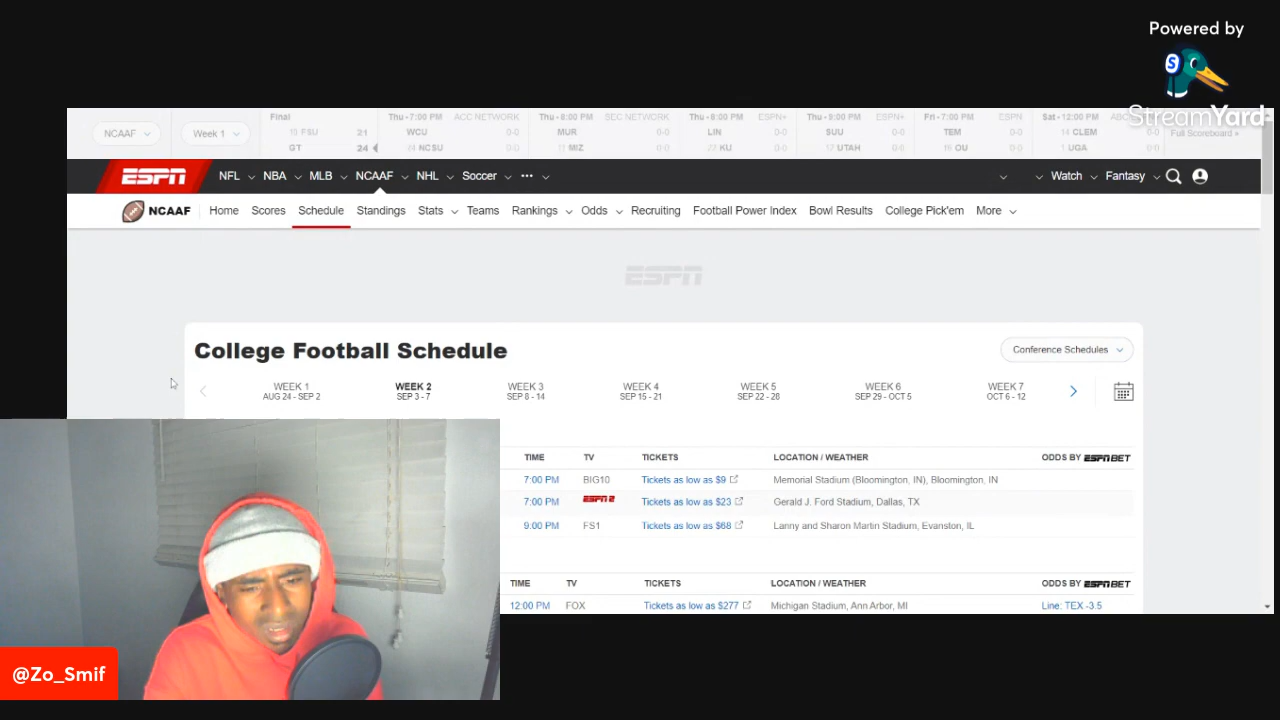 Powered by
S
StreamYard
NCAAF
Week 1
Final
FSU 21
GT 24
Thu - 7:00 PM ACC NETWORK
WCU 0-0
24 NCSU 0-0
Thu - 8:00 PM SEC NETWORK
MUR 0-0
11 MIZ 0-0
ESPN+
LIN 0-0
22 KU 0-0
Thu - 9:00 PM ESPN+
SUU 0-0
UTAH 0-0
Fri - 7:00 PM ESPN
TEM 0-0
OU 0-0
Sat - 12:00 PM
14 CLEM 0-0
1 UGA 0-0
Full Scoreboard »
ESPN NFL NBA MLB NCAAF NHL Soccer ••• Watch Fantasy
NCAAF Home Scores Schedule Standings Stats Teams Rankings Odds Recruiting Football Power Index Bowl Results College Pick'em More
ESPN
College Football Schedule Conference Schedules
WEEK 1 WEEK 2 WEEK 3 WEEK 4 WEEK 5 WEEK 6 WEEK 7
AUG 24 - SEP 2 SEP 3 - 7 SEP 8 - 14 SEP 15 - 21 SEP 22 - 28 SEP 29 - OCT 5 OCT 6 - 12
TIME TV TICKETS LOCATION / WEATHER ODDS BY ESPN BET
7:00 PM BIG10 Tickets as low as $9 Memorial Stadium (Bloomington, IN), Bloomington, IN
7:00 PM ESPN 2 Tickets as low as $23 Gerald J. Ford Stadium, Dallas, TX
9:00 PM FS1 Tickets as low as $68 Lanny and Sharon Martin Stadium, Evanston, IL
TIME TV TICKETS LOCATION / WEATHER ODDS BY ESPN BET
12:00 PM FOX Tickets as low as $277 Michigan Stadium, Ann Arbor, MI Line: TEX -3.5
@Zo_Smif